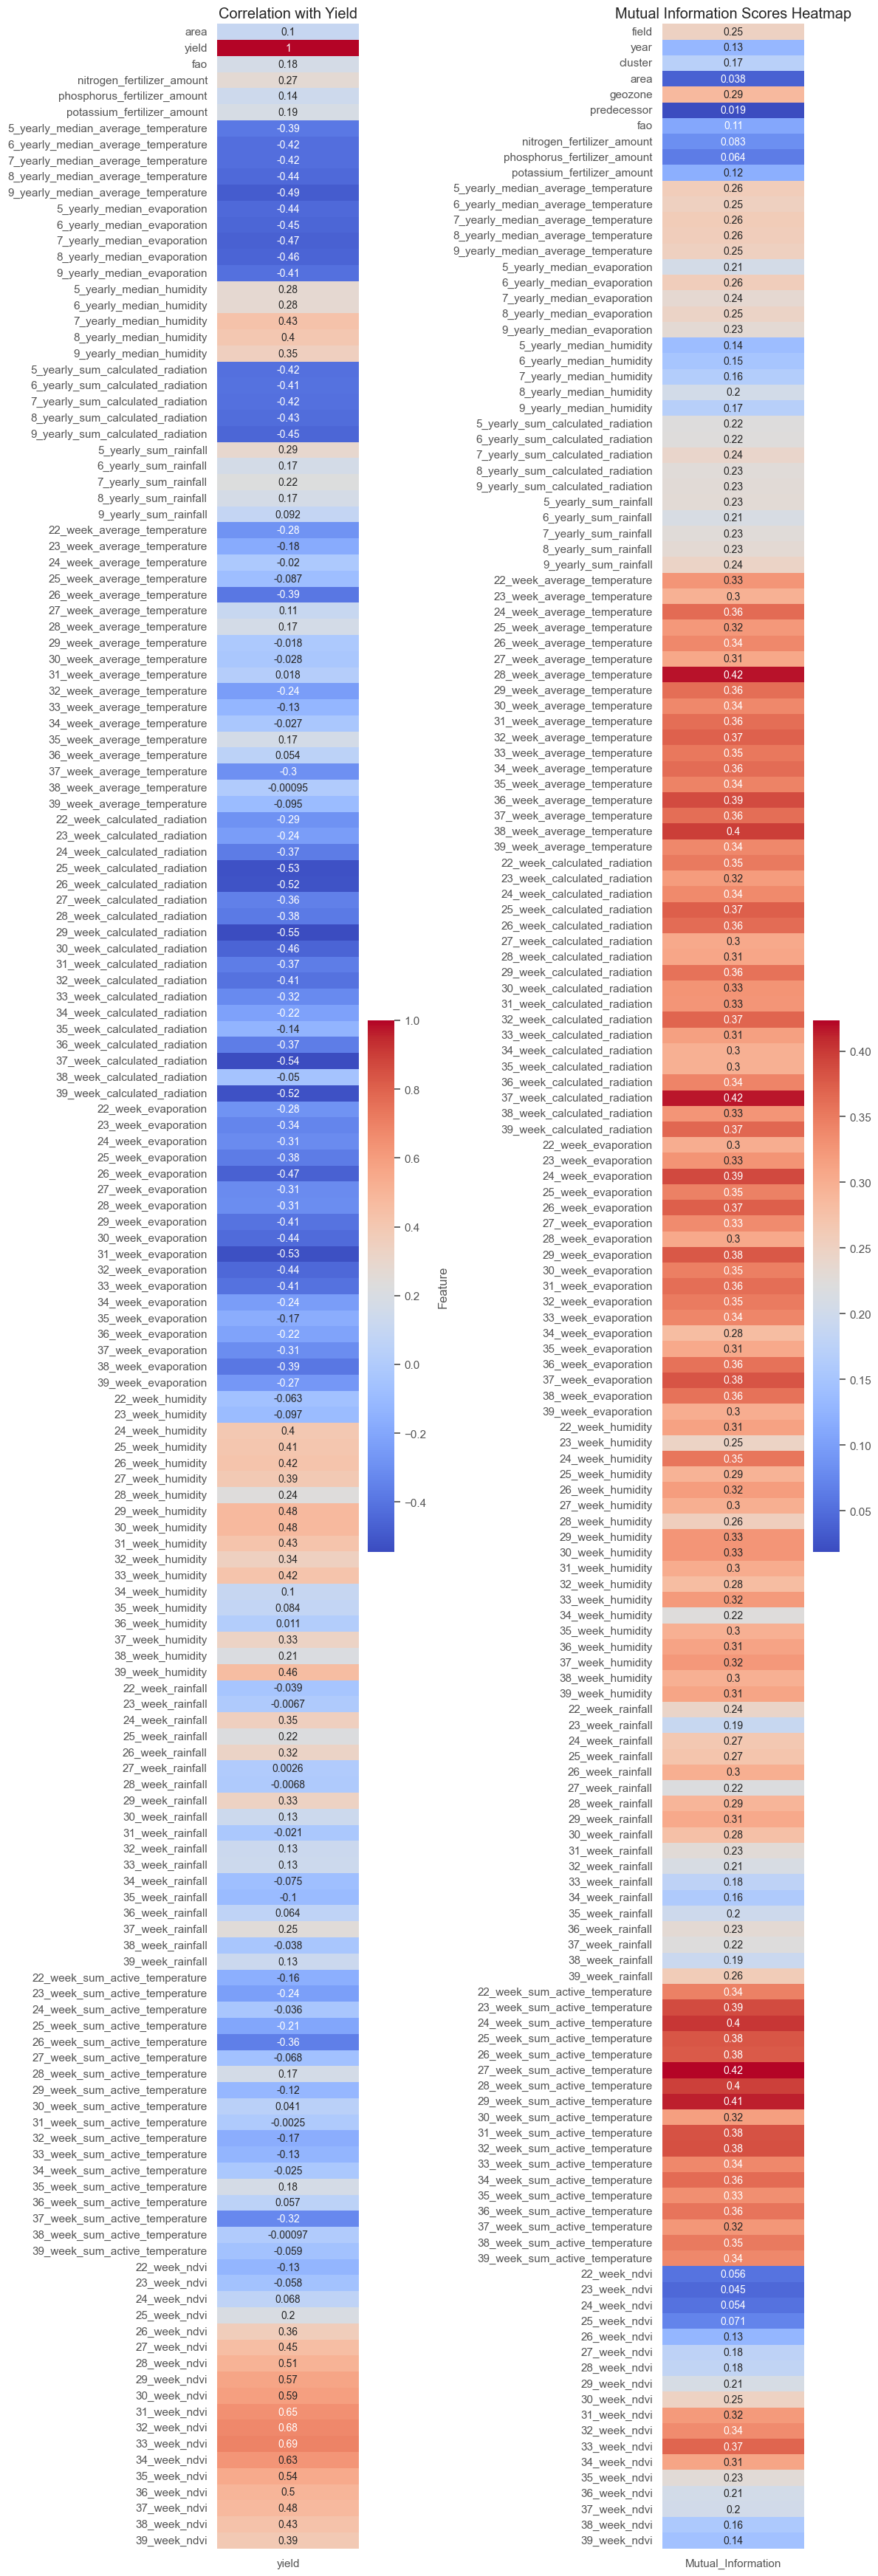 Correlation with Yield
area 0.1
yield 1
fao 0.18
nitrogen_fertilizer_amount 0.27
phosphorus_fertilizer_amount 0.14
potassium_fertilizer_amount 0.19
5_yearly_median_average_temperature -0.39
6_yearly_median_average_temperature -0.42
7_yearly_median_average_temperature -0.42
8_yearly_median_average_temperature -0.44
9_yearly_median_average_temperature -0.49
5_yearly_median_evaporation -0.44
6_yearly_median_evaporation -0.45
7_yearly_median_evaporation -0.47
8_yearly_median_evaporation -0.46
9_yearly_median_evaporation -0.41
5_yearly_median_humidity 0.28
6_yearly_median_humidity 0.28
7_yearly_median_humidity 0.43
8_yearly_median_humidity 0.4
9_yearly_median_humidity 0.35
5_yearly_sum_calculated_radiation -0.42
6_yearly_sum_calculated_radiation -0.41
7_yearly_sum_calculated_radiation -0.42
8_yearly_sum_calculated_radiation -0.43
9_yearly_sum_calculated_radiation -0.45
5_yearly_sum_rainfall 0.29
6_yearly_sum_rainfall 0.17
7_yearly_sum_rainfall 0.22
8_yearly_sum_rainfall 0.17
9_yearly_sum_rainfall 0.092
22_week_average_temperature -0.28
23_week_average_temperature -0.18
24_week_average_temperature -0.02
25_week_average_temperature -0.087
26_week_average_temperature -0.39
27_week_average_temperature 0.11
28_week_average_temperature 0.17
29_week_average_temperature -0.018
30_week_average_temperature -0.028
31_week_average_temperature 0.018
32_week_average_temperature -0.24
33_week_average_temperature -0.13
34_week_average_temperature -0.027
35_week_average_temperature 0.17
36_week_average_temperature 0.054
37_week_average_temperature -0.3
38_week_average_temperature -0.00095
39_week_average_temperature -0.095
22_week_calculated_radiation -0.29
23_week_calculated_radiation -0.24
24_week_calculated_radiation -0.37
25_week_calculated_radiation -0.53
26_week_calculated_radiation -0.52
27_week_calculated_radiation -0.36
28_week_calculated_radiation -0.38
29_week_calculated_radiation -0.55
30_week_calculated_radiation -0.46
31_week_calculated_radiation -0.37
32_week_calculated_radiation -0.41
33_week_calculated_radiation -0.32
34_week_calculated_radiation -0.22
35_week_calculated_radiation -0.14
36_week_calculated_radiation -0.37
37_week_calculated_radiation -0.54
38_week_calculated_radiation -0.05
39_week_calculated_radiation -0.52
22_week_evaporation -0.28
23_week_evaporation -0.34
24_week_evaporation -0.31
25_week_evaporation -0.38
26_week_evaporation -0.47
27_week_evaporation -0.31
28_week_evaporation -0.31
29_week_evaporation -0.41
30_week_evaporation -0.44
31_week_evaporation -0.53
32_week_evaporation -0.44
33_week_evaporation -0.41
34_week_evaporation -0.24
35_week_evaporation -0.17
36_week_evaporation -0.22
37_week_evaporation -0.31
38_week_evaporation -0.39
39_week_evaporation -0.27
22_week_humidity -0.063
23_week_humidity -0.097
24_week_humidity 0.4
25_week_humidity 0.41
26_week_humidity 0.42
27_week_humidity 0.39
28_week_humidity 0.24
29_week_humidity 0.48
30_week_humidity 0.48
31_week_humidity 0.43
32_week_humidity 0.34
33_week_humidity 0.42
34_week_humidity 0.1
35_week_humidity 0.084
36_week_humidity 0.011
37_week_humidity 0.33
38_week_humidity 0.21
39_week_humidity 0.46
22_week_rainfall -0.039
23_week_rainfall -0.0067
24_week_rainfall 0.35
25_week_rainfall 0.22
26_week_rainfall 0.32
27_week_rainfall 0.0026
28_week_rainfall -0.0068
29_week_rainfall 0.33
30_week_rainfall 0.13
31_week_rainfall -0.021
32_week_rainfall 0.13
33_week_rainfall 0.13
34_week_rainfall -0.075
35_week_rainfall -0.1
36_week_rainfall 0.064
37_week_rainfall 0.25
38_week_rainfall -0.038
39_week_rainfall 0.13
22_week_sum_active_temperature -0.16
23_week_sum_active_temperature -0.24
24_week_sum_active_temperature -0.036
25_week_sum_active_temperature -0.21
26_week_sum_active_temperature -0.36
27_week_sum_active_temperature -0.068
28_week_sum_active_temperature 0.17
29_week_sum_active_temperature -0.12
30_week_sum_active_temperature 0.041
31_week_sum_active_temperature -0.0025
32_week_sum_active_temperature -0.17
33_week_sum_active_temperature -0.13
34_week_sum_active_temperature -0.025
35_week_sum_active_temperature 0.18
36_week_sum_active_temperature 0.057
37_week_sum_active_temperature -0.32
38_week_sum_active_temperature -0.00097
39_week_sum_active_temperature -0.059
22_week_ndvi -0.13
23_week_ndvi -0.058
24_week_ndvi 0.068
25_week_ndvi 0.2
26_week_ndvi 0.36
27_week_ndvi 0.45
28_week_ndvi 0.51
29_week_ndvi 0.57
30_week_ndvi 0.59
31_week_ndvi 0.65
32_week_ndvi 0.68
33_week_ndvi 0.69
34_week_ndvi 0.63
35_week_ndvi 0.54
36_week_ndvi 0.5
37_week_ndvi 0.48
38_week_ndvi 0.43
39_week_ndvi 0.39
yield
1.0
0.8
0.6
0.4
0.2
0.0
−0.2
−0.4
Mutual Information Scores Heatmap
Feature
field 0.25
year 0.13
cluster 0.17
area 0.038
geozone 0.29
predecessor 0.019
fao 0.11
nitrogen_fertilizer_amount 0.083
phosphorus_fertilizer_amount 0.064
potassium_fertilizer_amount 0.12
5_yearly_median_average_temperature 0.26
6_yearly_median_average_temperature 0.25
7_yearly_median_average_temperature 0.26
8_yearly_median_average_temperature 0.26
9_yearly_median_average_temperature 0.25
5_yearly_median_evaporation 0.21
6_yearly_median_evaporation 0.26
7_yearly_median_evaporation 0.24
8_yearly_median_evaporation 0.25
9_yearly_median_evaporation 0.23
5_yearly_median_humidity 0.14
6_yearly_median_humidity 0.15
7_yearly_median_humidity 0.16
8_yearly_median_humidity 0.2
9_yearly_median_humidity 0.17
5_yearly_sum_calculated_radiation 0.22
6_yearly_sum_calculated_radiation 0.22
7_yearly_sum_calculated_radiation 0.24
8_yearly_sum_calculated_radiation 0.23
9_yearly_sum_calculated_radiation 0.23
5_yearly_sum_rainfall 0.23
6_yearly_sum_rainfall 0.21
7_yearly_sum_rainfall 0.23
8_yearly_sum_rainfall 0.23
9_yearly_sum_rainfall 0.24
22_week_average_temperature 0.33
23_week_average_temperature 0.3
24_week_average_temperature 0.36
25_week_average_temperature 0.32
26_week_average_temperature 0.34
27_week_average_temperature 0.31
28_week_average_temperature 0.42
29_week_average_temperature 0.36
30_week_average_temperature 0.34
31_week_average_temperature 0.36
32_week_average_temperature 0.37
33_week_average_temperature 0.35
34_week_average_temperature 0.36
35_week_average_temperature 0.34
36_week_average_temperature 0.39
37_week_average_temperature 0.36
38_week_average_temperature 0.4
39_week_average_temperature 0.34
22_week_calculated_radiation 0.35
23_week_calculated_radiation 0.32
24_week_calculated_radiation 0.34
25_week_calculated_radiation 0.37
26_week_calculated_radiation 0.36
27_week_calculated_radiation 0.3
28_week_calculated_radiation 0.31
29_week_calculated_radiation 0.36
30_week_calculated_radiation 0.33
31_week_calculated_radiation 0.33
32_week_calculated_radiation 0.37
33_week_calculated_radiation 0.31
34_week_calculated_radiation 0.3
35_week_calculated_radiation 0.3
36_week_calculated_radiation 0.34
37_week_calculated_radiation 0.42
38_week_calculated_radiation 0.33
39_week_calculated_radiation 0.37
22_week_evaporation 0.3
23_week_evaporation 0.33
24_week_evaporation 0.39
25_week_evaporation 0.35
26_week_evaporation 0.37
27_week_evaporation 0.33
28_week_evaporation 0.3
29_week_evaporation 0.38
30_week_evaporation 0.35
31_week_evaporation 0.36
32_week_evaporation 0.35
33_week_evaporation 0.34
34_week_evaporation 0.28
35_week_evaporation 0.31
36_week_evaporation 0.36
37_week_evaporation 0.38
38_week_evaporation 0.36
39_week_evaporation 0.3
22_week_humidity 0.31
23_week_humidity 0.25
24_week_humidity 0.35
25_week_humidity 0.29
26_week_humidity 0.32
27_week_humidity 0.3
28_week_humidity 0.26
29_week_humidity 0.33
30_week_humidity 0.33
31_week_humidity 0.3
32_week_humidity 0.28
33_week_humidity 0.32
34_week_humidity 0.22
35_week_humidity 0.3
36_week_humidity 0.31
37_week_humidity 0.32
38_week_humidity 0.3
39_week_humidity 0.31
22_week_rainfall 0.24
23_week_rainfall 0.19
24_week_rainfall 0.27
25_week_rainfall 0.27
26_week_rainfall 0.3
27_week_rainfall 0.22
28_week_rainfall 0.29
29_week_rainfall 0.31
30_week_rainfall 0.28
31_week_rainfall 0.23
32_week_rainfall 0.21
33_week_rainfall 0.18
34_week_rainfall 0.16
35_week_rainfall 0.2
36_week_rainfall 0.23
37_week_rainfall 0.22
38_week_rainfall 0.19
39_week_rainfall 0.26
22_week_sum_active_temperature 0.34
23_week_sum_active_temperature 0.39
24_week_sum_active_temperature 0.4
25_week_sum_active_temperature 0.38
26_week_sum_active_temperature 0.38
27_week_sum_active_temperature 0.42
28_week_sum_active_temperature 0.4
29_week_sum_active_temperature 0.41
30_week_sum_active_temperature 0.32
31_week_sum_active_temperature 0.38
32_week_sum_active_temperature 0.38
33_week_sum_active_temperature 0.34
34_week_sum_active_temperature 0.36
35_week_sum_active_temperature 0.33
36_week_sum_active_temperature 0.36
37_week_sum_active_temperature 0.32
38_week_sum_active_temperature 0.35
39_week_sum_active_temperature 0.34
22_week_ndvi 0.056
23_week_ndvi 0.045
24_week_ndvi 0.054
25_week_ndvi 0.071
26_week_ndvi 0.13
27_week_ndvi 0.18
28_week_ndvi 0.18
29_week_ndvi 0.21
30_week_ndvi 0.25
31_week_ndvi 0.32
32_week_ndvi 0.34
33_week_ndvi 0.37
34_week_ndvi 0.31
35_week_ndvi 0.23
36_week_ndvi 0.21
37_week_ndvi 0.2
38_week_ndvi 0.16
39_week_ndvi 0.14
Mutual_Information
0.40
0.35
0.30
0.25
0.20
0.15
0.10
0.05